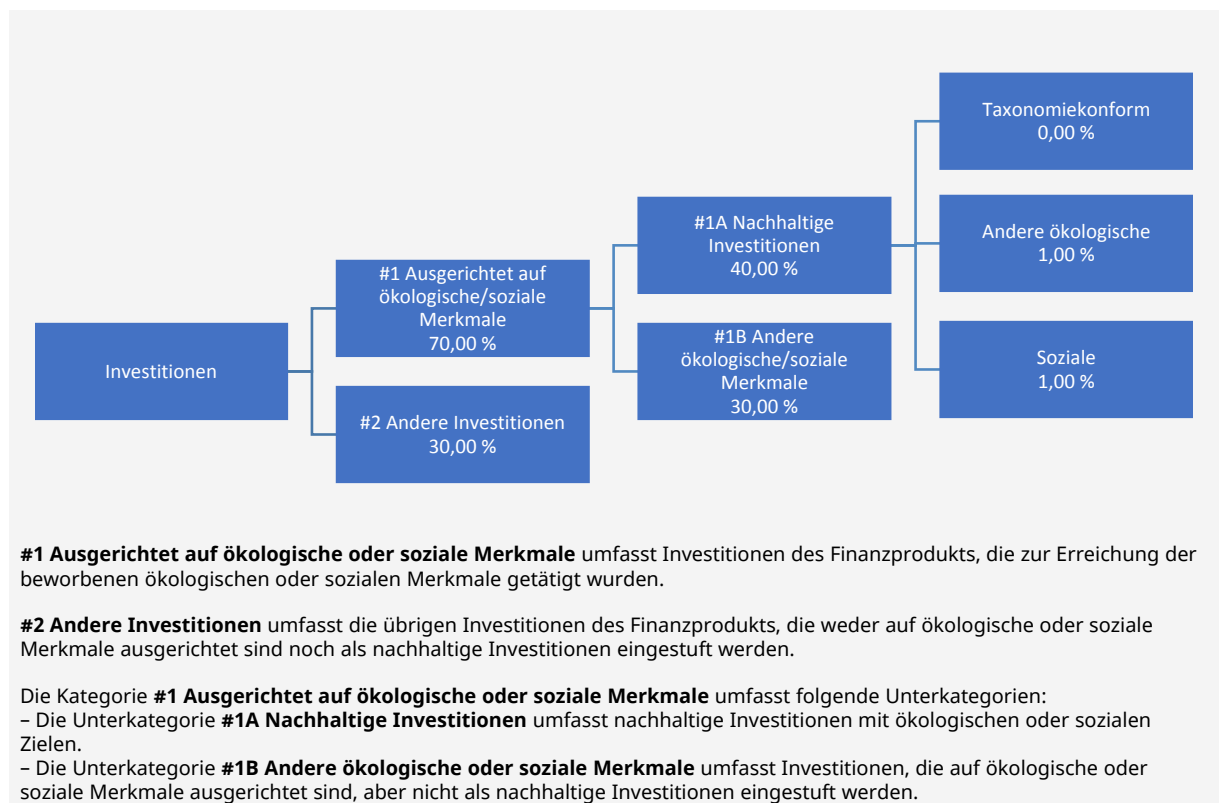 Investitionen
#1 Ausgerichtet auf
ökologische/soziale
Merkmale
70,00 %
#2 Andere Investitionen
30,00 %
#1A Nachhaltige
Investitionen
40,00 %
#1B Andere
ökologische/soziale
Merkmale
30,00 %
Taxonomiekonform
0,00 %
Andere ökologische
1,00 %
Soziale
1,00 %
#1 Ausgerichtet auf ökologische oder soziale Merkmale umfasst Investitionen des Finanzprodukts, die zur Erreichung der
beworbenen ökologischen oder sozialen Merkmale getätigt wurden.
#2 Andere Investitionen umfasst die übrigen Investitionen des Finanzprodukts, die weder auf ökologische oder soziale
Merkmale ausgerichtet sind noch als nachhaltige Investitionen eingestuft werden.
Die Kategorie #1 Ausgerichtet auf ökologische oder soziale Merkmale umfasst folgende Unterkategorien:
– Die Unterkategorie #1A Nachhaltige Investitionen umfasst nachhaltige Investitionen mit ökologischen oder sozialen
Zielen.
– Die Unterkategorie #1B Andere ökologische oder soziale Merkmale umfasst Investitionen, die auf ökologische oder
soziale Merkmale ausgerichtet sind, aber nicht als nachhaltige Investitionen eingestuft werden.